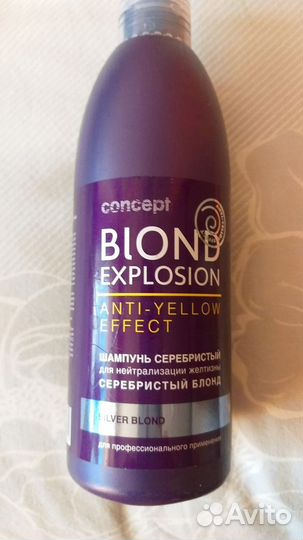 concept
BLOND
EXPLOSION
ANTI-YELLOW
EFFECT
ШАМПУНЬ СЕРЕБРИСТЫЙ
для нейтрализации желтизны
СЕРЕБРИСТЫЙ БЛОНД
SILVER BLOND
для профессионального применения
Avito